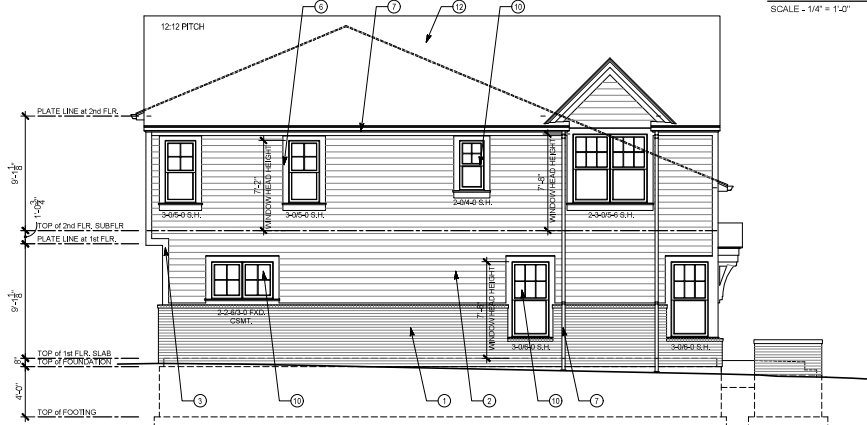 SCALE - 1/4" = 1'-0"
6
7
12
10
12:12 PITCH
PLATE LINE at 2nd FLR.
9'-1 1/8"
7'-2"
WINDOW HEAD HEIGHT
7'-8"
WINDOW HEAD HEIGHT
3-0/5-0 S.H.
3-0/5-0 S.H.
2-0/4-0 S.H.
2-3-0/5-6 S.H.
1'-0 3/4"
TOP of 2nd FLR. SUBFLR
PLATE LINE at 1st FLR.
9'-1 1/8"
7'-8"
WINDOW HEAD HEIGHT
2-2-6/3-0 FXD.
CSMT.
3-0/6-0 S.H.
3-0/6-0 S.H.
TOP of 1st FLR. SLAB
8"
TOP of FOUNDATION
4'-0"
TOP of FOOTING
3
10
1
2
10
7